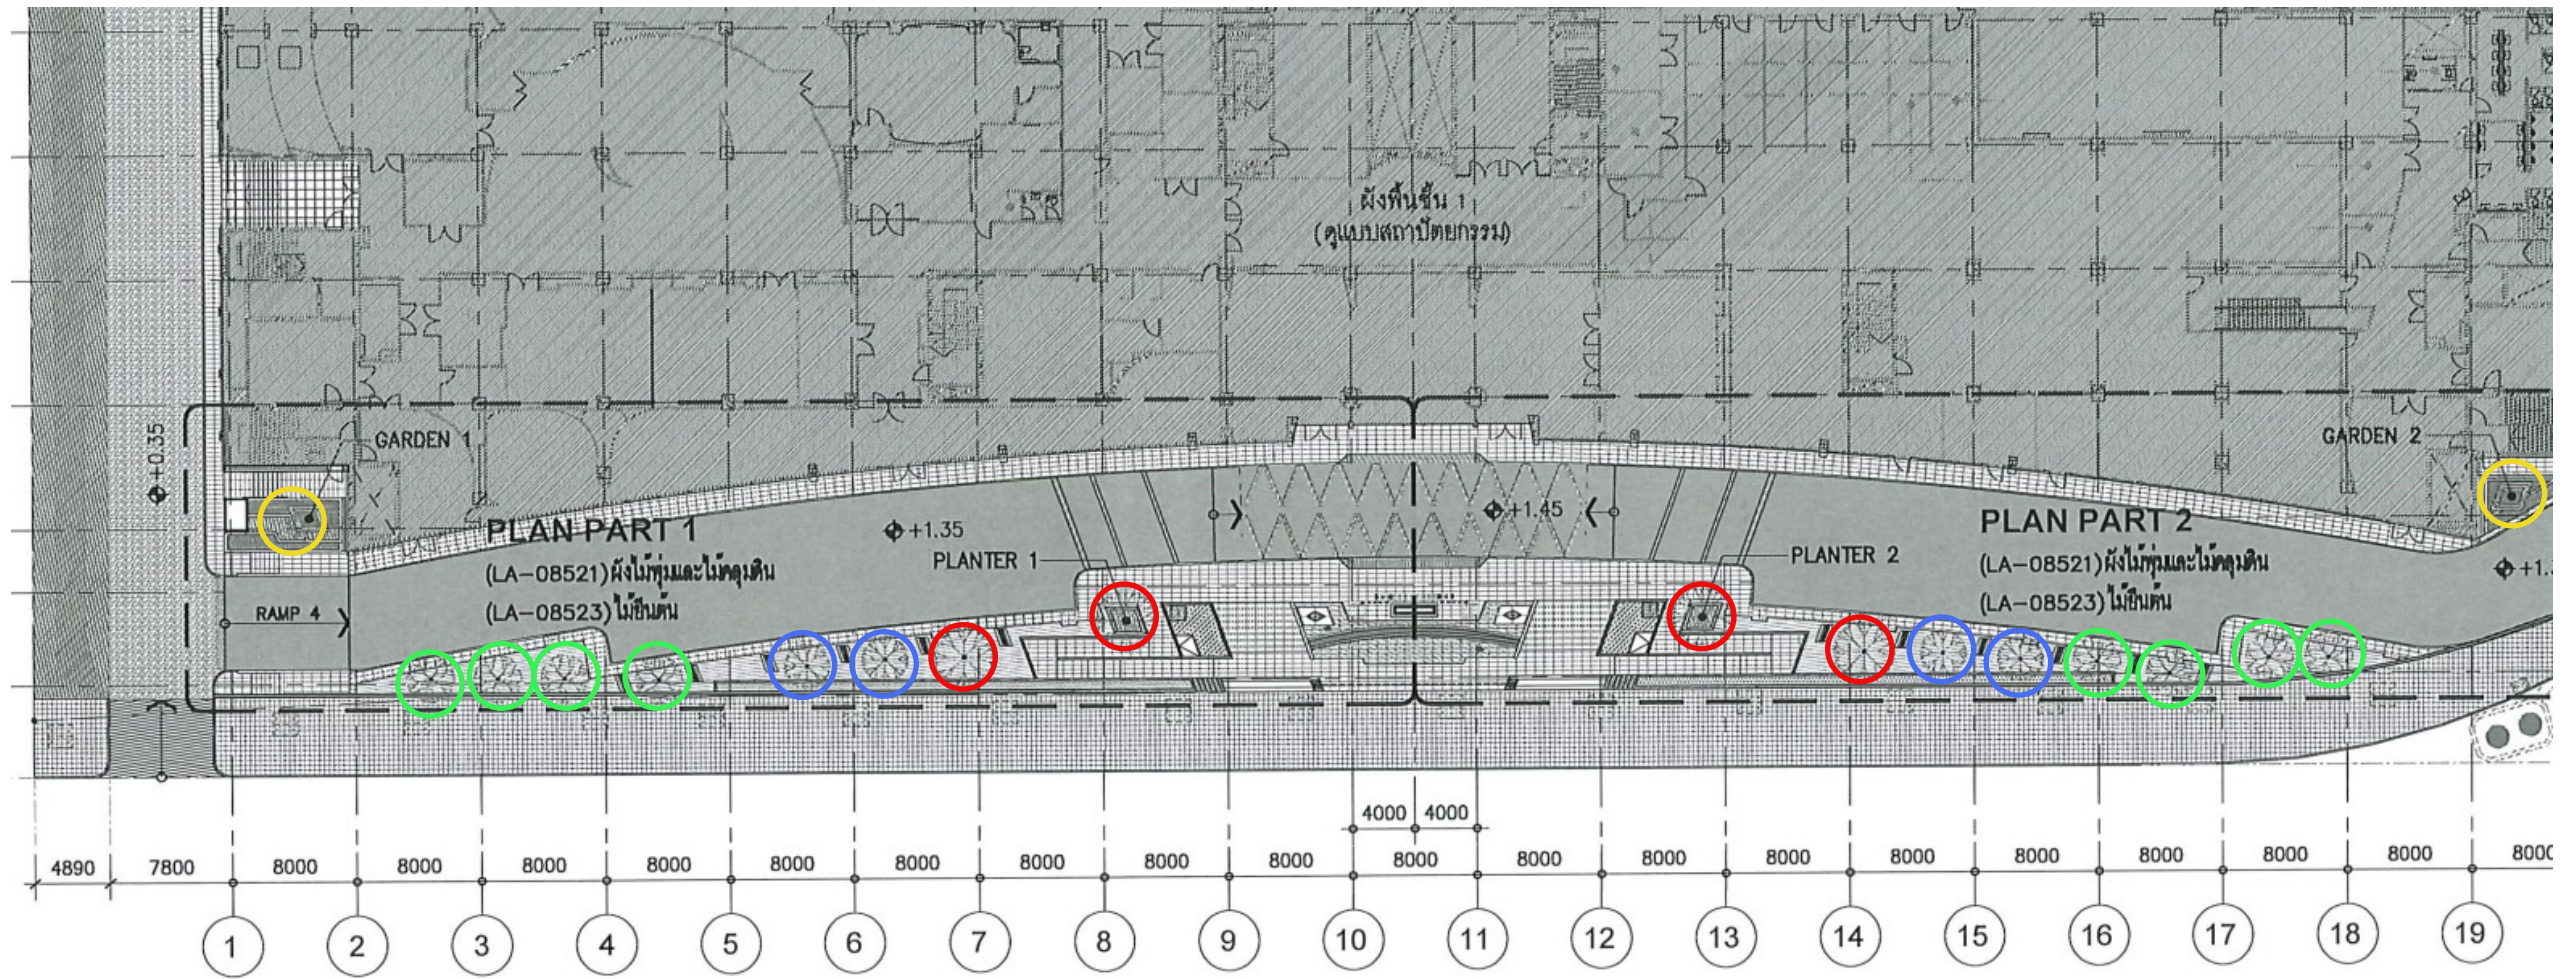 ผังพื้นชั้น 1
(ดูแบบสถาปัตยกรรม)
+0.35
GARDEN 1
GARDEN 2
PLAN PART 1
(LA-08521) ผังไม้พุ่มและไม้คลุมดิน
(LA-08523) ไม้ยืนต้น
+1.35
PLANTER 1
+1.45
PLANTER 2
PLAN PART 2
(LA-08521) ผังไม้พุ่มและไม้คลุมดิน
(LA-08523) ไม้ยืนต้น
RAMP 4
4000 4000
4890 7800 8000 8000 8000 8000 8000 8000 8000 8000 8000 8000 8000 8000 8000 8000 8000 8000 8000 8000
1 2 3 4 5 6 7 8 9 10 11 12 13 14 15 16 17 18 19